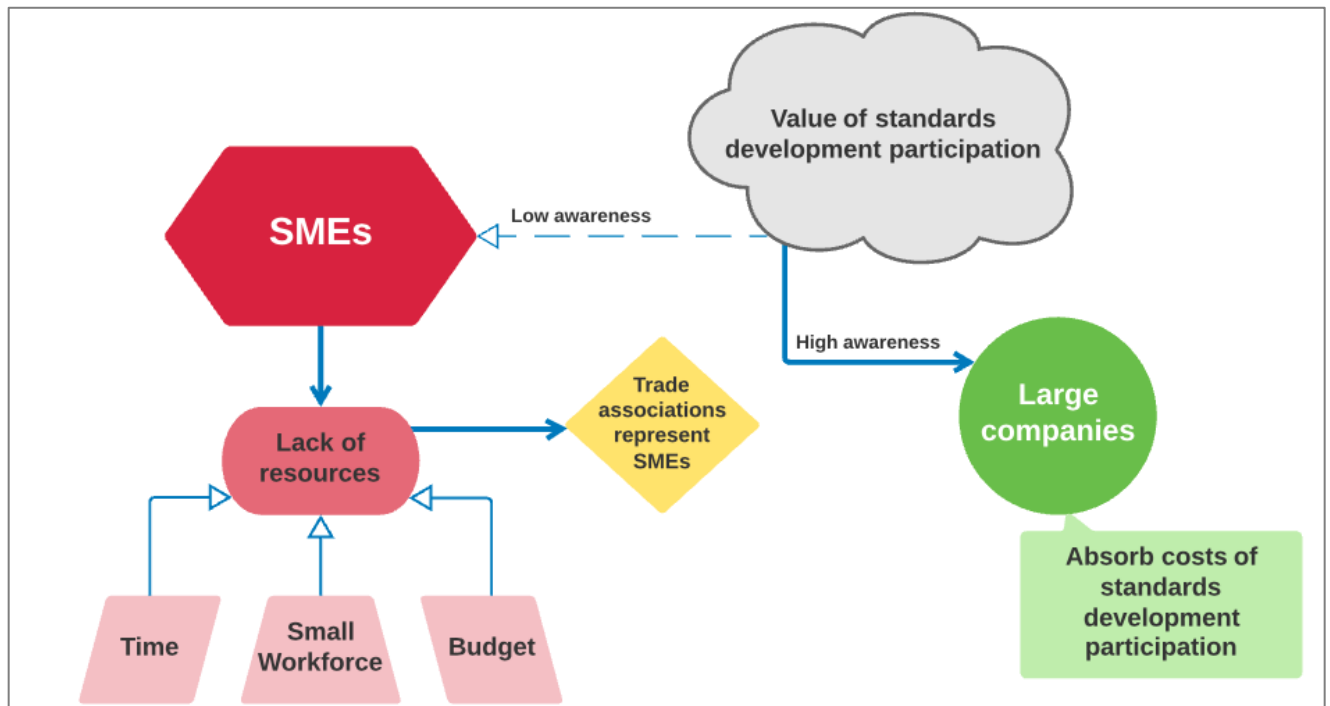 Value of standards
development participation
Low awareness
SMEs
High awareness
Trade
associations
represent
SMEs
Large
companies
Lack of
resources
Absorb costs of
standards
development
participation
Time
Small
Workforce
Budget